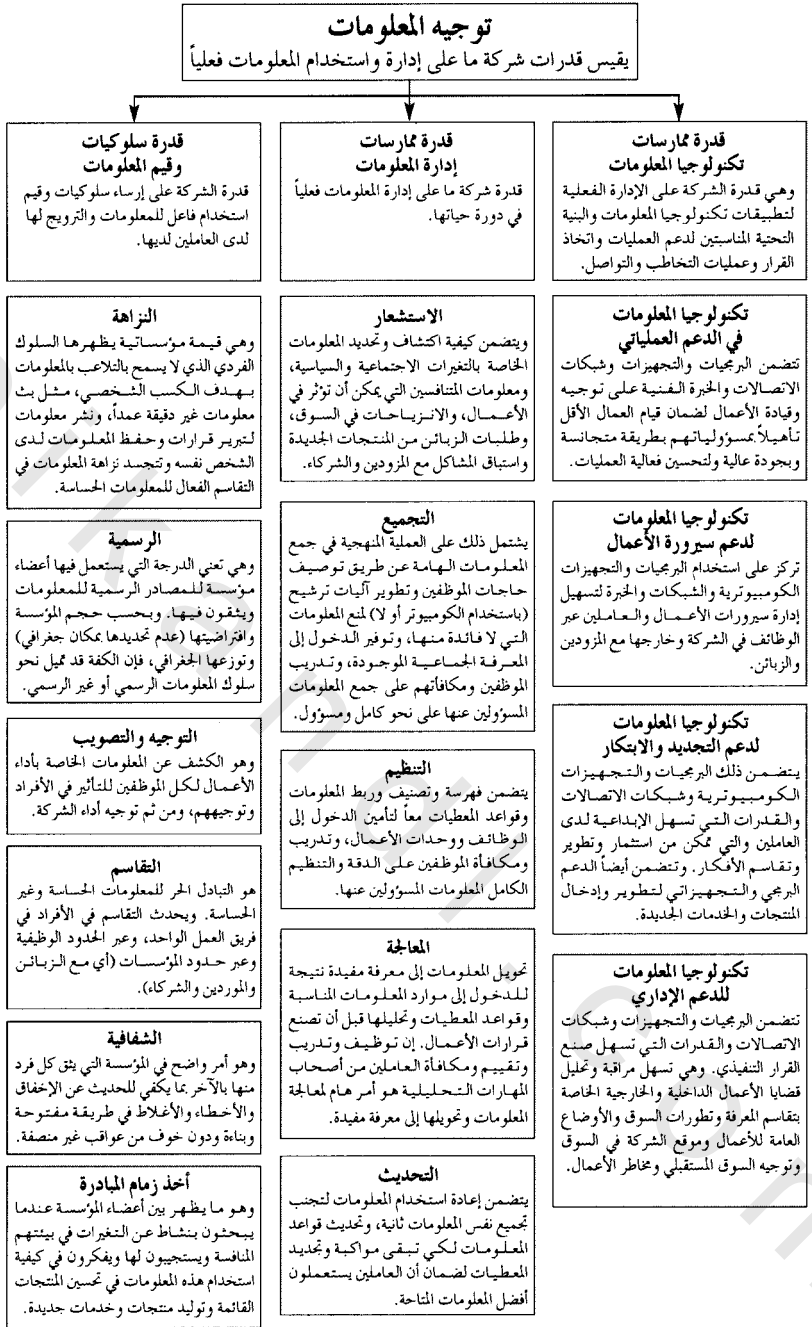 توجيه المعلومات
يقيس قدرات شركة ما على إدارة واستخدام المعلومات فعلياً
قدرة ممارسات
تكنولوجيا المعلومات
وهي قدرة الشركة على الإدارة الفعلية
لتطبيقات تكنولوجيا المعلومات والبنية
التحتية المناسبتين لدعم العمليات واتخاذ
القرار وعمليات التخاطب والتواصل.
تكنولوجيا المعلومات
في الدعم العملياتي
تتضمن البرمجيات والتجهيزات وشبكات
الاتصالات والخبرة الفنية على توجيه
وقيادة الأعمال لضمان قيام العمال الأقل
تأهيلاً بمسؤولياتهم بطريقة متجانسة
وبجودة عالية ولتحسين فعالية العمليات.
تكنولوجيا المعلومات
لدعم سيرورة الأعمال
تركز على استخدام البرمجيات والتجهيزات
الكومبيوترية والشبكات والخبرة لتسهيل
إدارة سيرورات الأعمال والعاملين عبر
الوظائف في الشركة وخارجها مع المزودين
والزبائن.
تكنولوجيا المعلومات
لدعم التجديد والابتكار
يتضمن ذلك البرمجيات والتجهيزات
الكومبيوترية وشبكات الاتصالات
والقدرات التي تسهل الإبداعية لدى
العاملين والتي تمكن من استثمار وتطوير
وتقاسم الأفكار. وتتضمن أيضاً الدعم
البرمجي والتجهيزاتي لتطوير وإدخال
المنتجات والخدمات الجديدة.
تكنولوجيا المعلومات
للدعم الإداري
تتضمن البرمجيات والتجهيزات وشبكات
الاتصالات والقدرات التي تسهل صنع
القرار التنفيذي. وهي تسهل مراقبة وتحليل
قضايا الأعمال الداخلية والخارجية الخاصة
بتقاسم المعرفة وتطورات السوق والأوضاع
العامة للأعمال وموقع الشركة في السوق
وتوجيه السوق المستقبلي ومخاطر الأعمال.
قدرة ممارسات
إدارة المعلومات
قدرة شركة ما على إدارة المعلومات فعلياً
في دورة حياتها.
الاستشعار
ويتضمن كيفية اكتشاف وتحديد المعلومات
الخاصة بالتغيرات الاجتماعية والسياسية،
ومعلومات المتنافسين التي يمكن أن تؤثر في
الأعمال، والانزياحات في السوق،
وطلبات الزبائن من المنتجات الجديدة
واستباق المشاكل مع المزودين والشركاء.
التجميع
يشتمل ذلك على العملية المنهجية في جمع
المعلومات الهامة عن طريق توصيف
حاجات الموظفين وتطوير آليات ترشيح
(باستخدام الكومبيوتر أو لا) لمنع المعلومات
التي لا فائدة منها، وتوفير الدخول إلى
المعرفة الجماعية الموجودة، وتدريب
الموظفين ومكافأتهم على جمع المعلومات
المسؤولين عنها على نحو كامل ومسؤول.
التنظيم
يتضمن فهرسة وتصنيف وربط المعلومات
وقواعد المعطيات معاً لتأمين الدخول إلى
الوظائف ووحدات الأعمال، وتدريب
ومكافأة الموظفين على الدقة والتنظيم
الكامل المعلومات المسؤولين عنها.
المعالجة
تحويل المعلومات إلى معرفة مفيدة نتيجة
للدخول إلى موارد المعلومات المناسبة
وقواعد المعطيات وتحليلها قبل أن تصنع
قرارات الأعمال. إن توظيف وتدريب
وتقييم ومكافأة العاملين من أصحاب
المهارات التحليلية هو أمر هام لمعالجة
المعلومات وتحويلها إلى معرفة مفيدة.
التحديث
يتضمن إعادة استخدام المعلومات لتجنب
تجميع نفس المعلومات ثانية، وتحديث قواعد
المعلومات لكي تبقى مواكبة وتجديد
المعطيات لضمان أن العاملين يستعملون
أفضل المعلومات المتاحة.
قدرة سلوكيات
وقيم المعلومات
قدرة الشركة على إرساء سلوكيات وقيم
استخدام فاعل للمعلومات والترويج لها
لدى العاملين لديها.
النزاهة
وهي قيمة مؤسساتية يظهرها السلوك
الفردي الذي لا يسمح بالتلاعب بالمعلومات
بهدف الكسب الشخصي، مثل بث
معلومات غير دقيقة عمداً، ونشر معلومات
لتبرير قرارات وحفظ المعلومات لدى
الشخص نفسه وتتجسد نزاهة المعلومات في
التقاسم الفعال للمعلومات الحساسة.
الرسمية
وهي تعني الدرجة التي يستعمل فيها أعضاء
مؤسسة للمصادر الرسمية للمعلومات
ويثقون فيها. وبحسب حجم المؤسسة
وافتراضيتها (عدم تحديدها بمكان جغرافي)
وتوزعها الجغرافي، فإن الكفة قد تميل نحو
سلوك المعلومات الرسمي أو غير الرسمي.
التوجيه والتصويب
وهو الكشف عن المعلومات الخاصة بأداء
الأعمال لكل الموظفين للتأثير في الأفراد
وتوجيههم، ومن ثم توجيه أداء الشركة.
التقاسم
هو التبادل الحر للمعلومات الحساسة وغير
الحساسة. ويحدث التقاسم في الأفراد في
فريق العمل الواحد، وعبر الحدود الوظيفية
وعبر حدود المؤسسات (أي مع الزبائن
والموردين والشركاء).
الشفافية
وهو أمر واضح في المؤسسة التي يثق كل فرد
منها بالآخر بما يكفي للحديث عن الإخفاق
والأخطاء والأغلاط في طريقة مفتوحة
وبناءة ودون خوف من عواقب غير منصفة.
أخذ زمام المبادرة
وهو ما يظهر بين أعضاء المؤسسة عندما
يبحثون بنشاط عن التغيرات في بيئتهم
المنافسة ويستجيبون لها ويفكرون في كيفية
استخدام هذه المعلومات في تحسين المنتجات
القائمة وتوليد منتجات وخدمات جديدة.